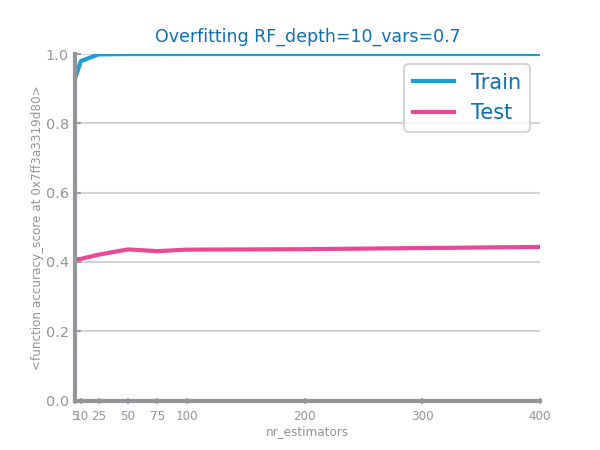 Overfitting RF_depth=10_vars=0.7
Train
Test
<function accuracy_score at 0x7ff3a3319d80>
1.0
0.8
0.6
0.4
0.2
0.0
5 10 25 50 75 100 200 300 400
nr_estimators